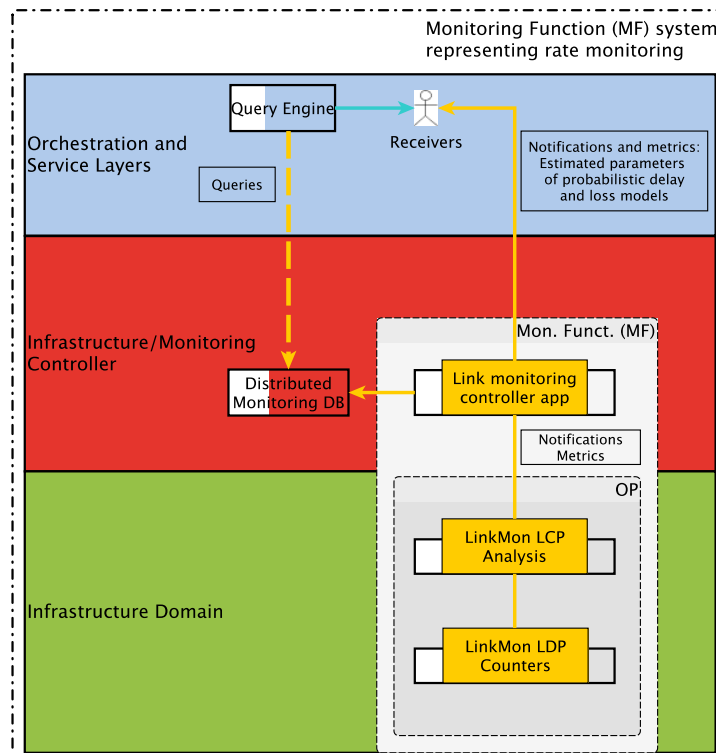 Monitoring Function (MF) system
representing rate monitoring
Query Engine
Receivers
Orchestration and
Service Layers
Notifications and metrics:
Estimated parameters
of probabilistic delay
and loss models
Queries
Mon. Funct. (MF)
Infrastructure/Monitoring
Controller
Distributed
Monitoring DB
Link monitoring
controller app
Notifications
Metrics
OP
LinkMon LCP
Analysis
Infrastructure Domain
LinkMon LDP
Counters